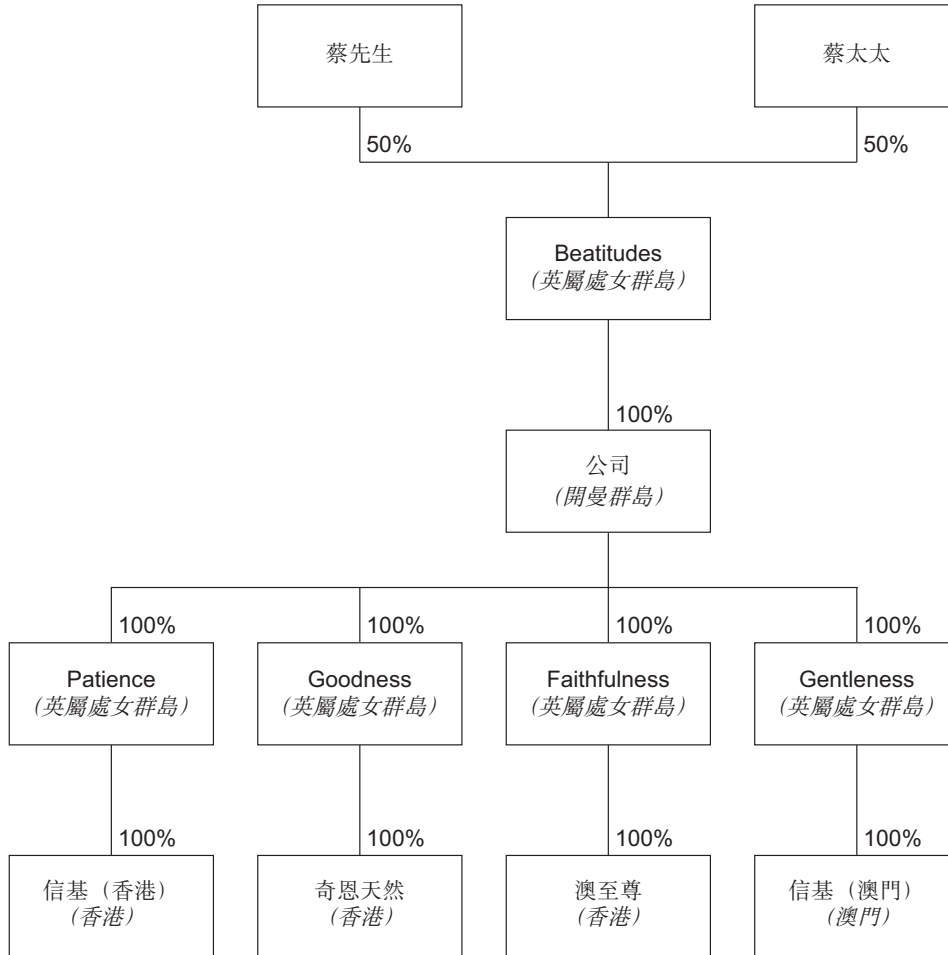 蔡先生
蔡太太
50%
50%
Beatitudes
(英屬處女群島)
100%
公司
(開曼群島)
100%
100%
100%
100%
Patience
(英屬處女群島)
Goodness
(英屬處女群島)
Faithfulness
(英屬處女群島)
Gentleness
(英屬處女群島)
100%
100%
100%
100%
信基（香港）
(香港)
奇恩天然
(香港)
澳至尊
(香港)
信基（澳門）
(澳門)